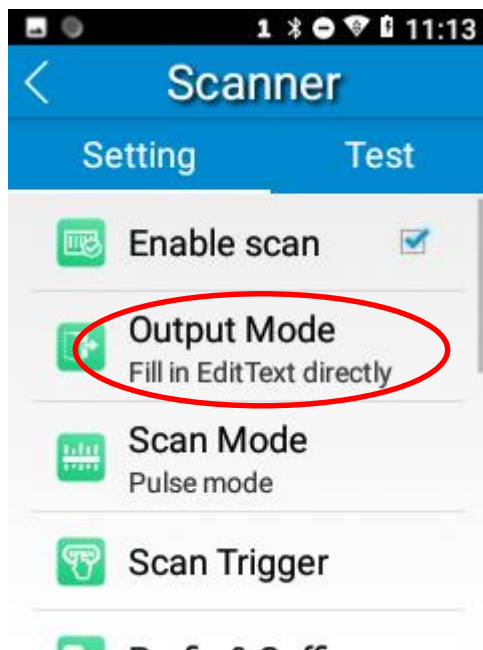 1 11:13
Scanner
Setting Test
Enable scan
Output Mode
Fill in EditText directly
Scan Mode
Pulse mode
Scan Trigger